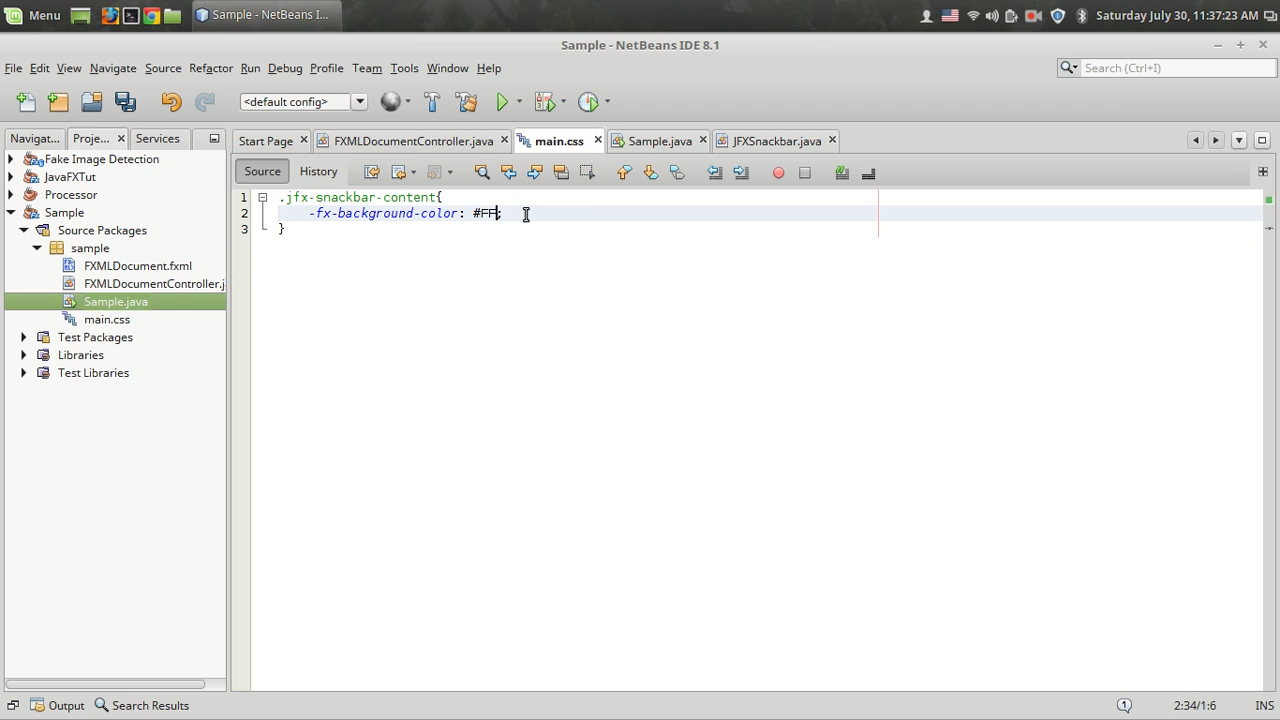 Menu
Sample - NetBeans I...
Saturday July 30, 11:37:23 AM
Sample - NetBeans IDE 8.1
File Edit View Navigate Source Refactor Run Debug Profile Team Tools Window Help
Search (Ctrl+I)
<default config>
Navigat... Proje... Services
Start Page FXMLDocumentController.java main.css Sample.java JFXSnackbar.java
Source History
Fake Image Detection
JavaFXTut
Processor
Sample
Source Packages
sample
FXMLDocument.fxml
FXMLDocumentController.j
Sample.java
main.css
Test Packages
Libraries
Test Libraries
1 .jfx-snackbar-content{
2 -fx-background-color: #FF;
3 }
Output Search Results
1
2:34/1:6 INS